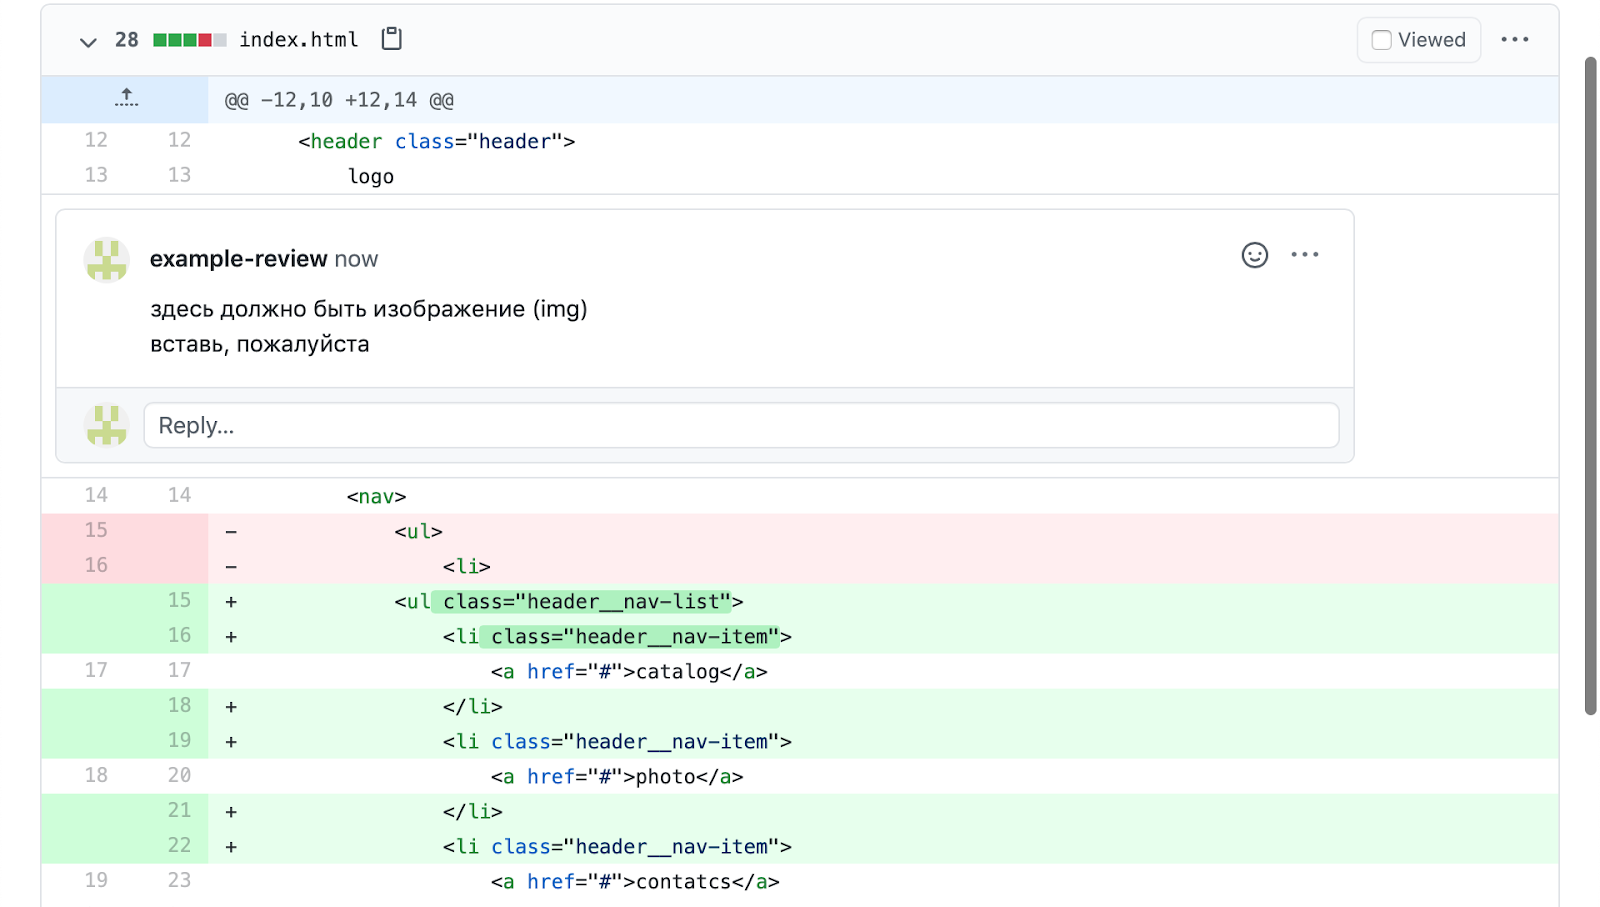 28 index.html Viewed
@@ -12,10 +12,14 @@
12 12 <header class="header">
13 13 logo
example-review now
здесь должно быть изображение (img)
вставь, пожалуйста
Reply...
14 14 <nav>
15 - <ul>
16 - <li>
15 + <ul class="header__nav-list">
16 + <li class="header__nav-item">
17 17 <a href="#">catalog</a>
18 + </li>
19 + <li class="header__nav-item">
18 20 <a href="#">photo</a>
21 + </li>
22 + <li class="header__nav-item">
19 23 <a href="#">contatcs</a>